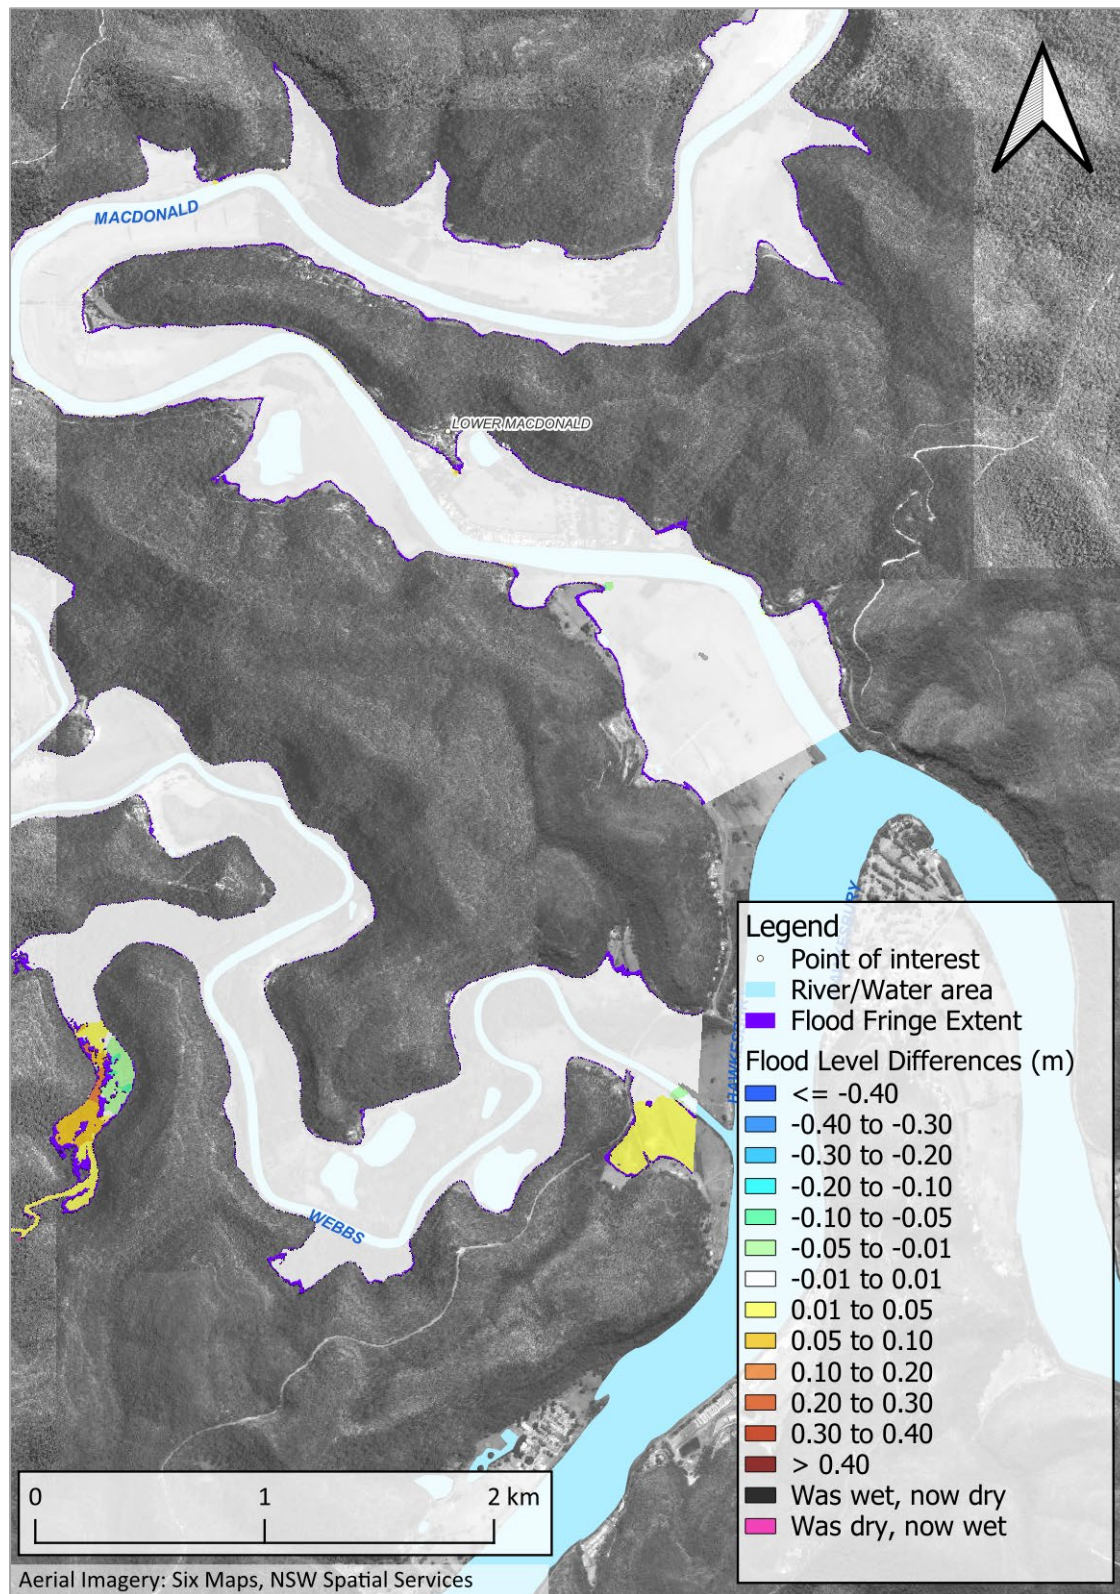 MACDONALD
LOWER MACDONALD
WEBBS
Legend
Point of interest
River/Water area
Flood Fringe Extent
Flood Level Differences (m)
<= -0.40
-0.40 to -0.30
-0.30 to -0.20
-0.20 to -0.10
-0.10 to -0.05
-0.05 to -0.01
-0.01 to 0.01
0.01 to 0.05
0.05 to 0.10
0.10 to 0.20
0.20 to 0.30
0.30 to 0.40
> 0.40
Was wet, now dry
Was dry, now wet
0 1 2 km
Aerial Imagery: Six Maps, NSW Spatial Services